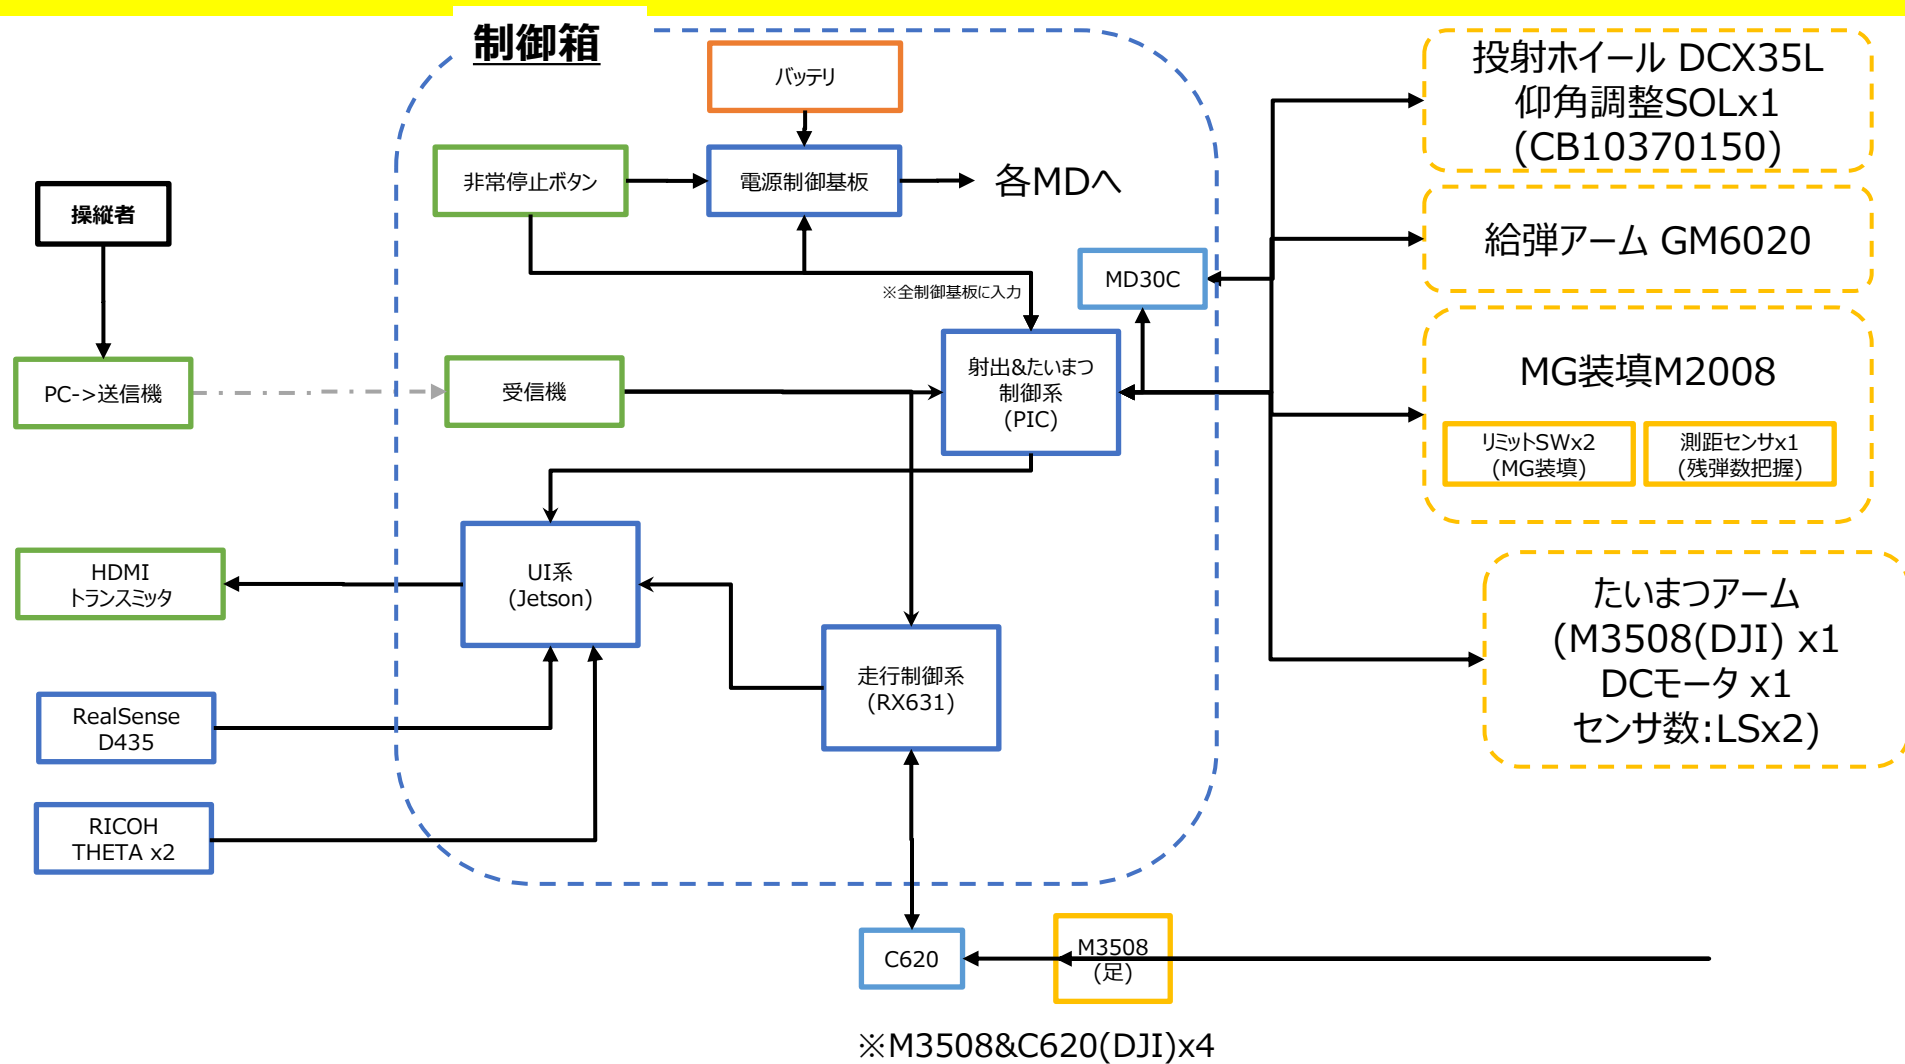 制御箱
バッテリ
非常停止ボタン
電源制御基板
各MDへ
操縦者
※全制御基板に入力
MD30C
PC->送信機
受信機
射出&たいまつ
制御系
(PIC)
HDMI
トランスミッタ
UI系
(Jetson)
走行制御系
(RX631)
RealSense
D435
RICOH
THETA x2
C620
M3508
(足)
※M3508&C620(DJI)x4
投射ホイール DCX35L
仰角調整SOLx1
(CB10370150)
給弾アーム GM6020
MG装填M2008
リミットSWx2
(MG装填)
測距センサx1
(残弾数把握)
たいまつアーム
(M3508(DJI) x1
DCモータ x1
センサ数:LSx2)